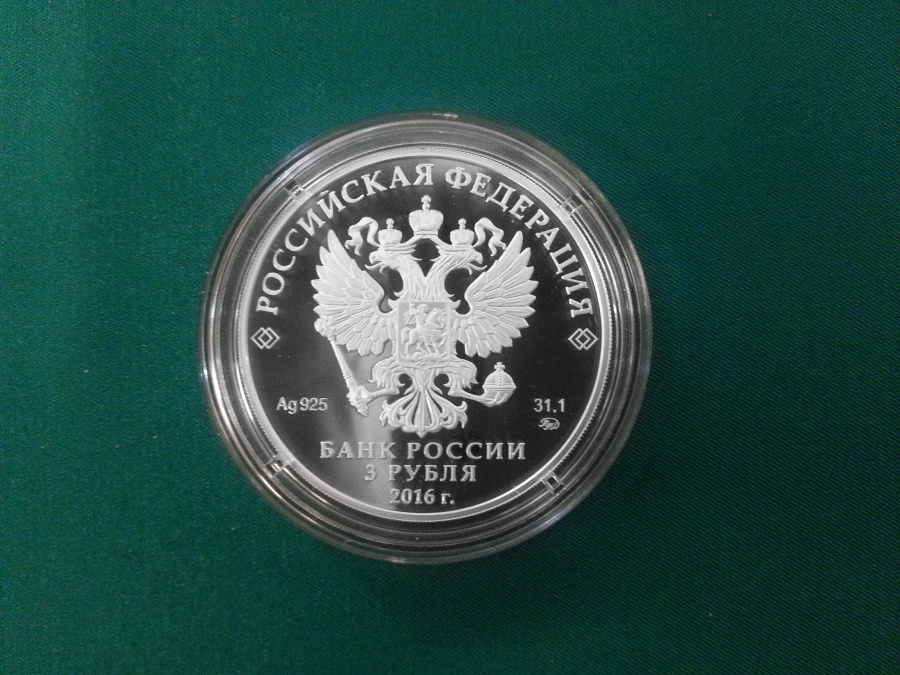 РОССИЙСКАЯ ФЕДЕРАЦИЯ
Ag 925
31,1
БАНК РОССИИ
3 РУБЛЯ
2016 г.